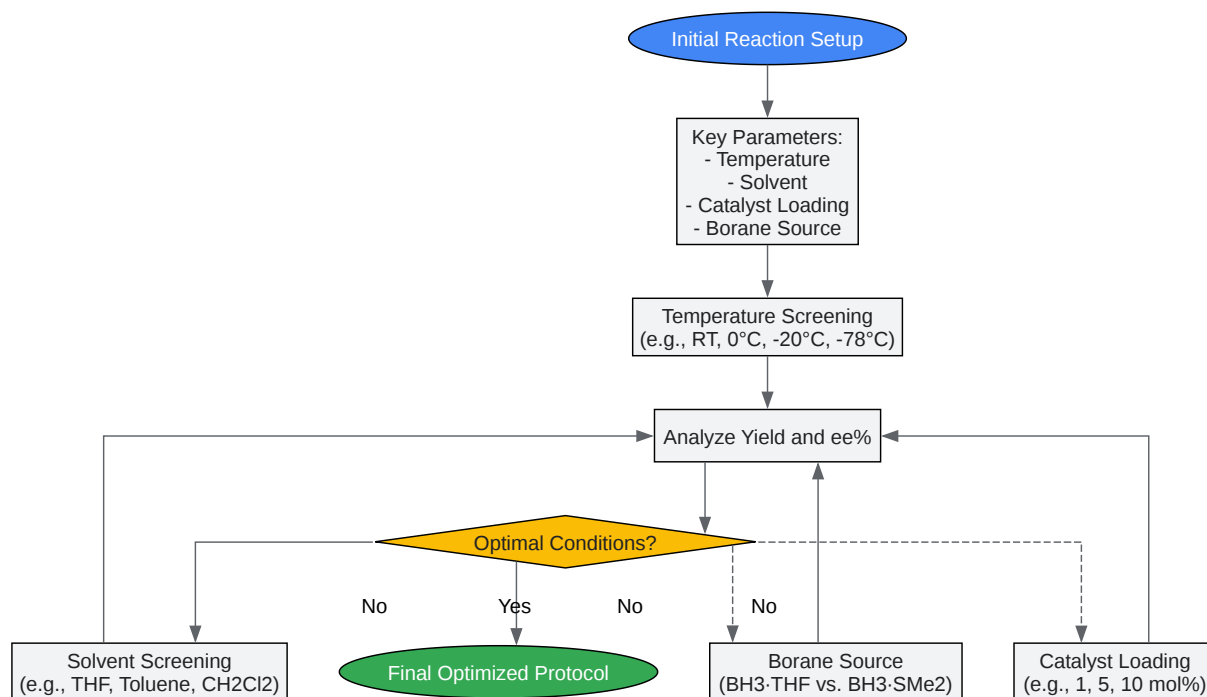 Initial Reaction Setup
Key Parameters:
- Temperature
- Solvent
- Catalyst Loading
- Borane Source
Temperature Screening
(e.g., RT, 0°C, -20°C, -78°C)
Analyze Yield and ee%
Optimal Conditions?
No
Yes
No
No
Solvent Screening
(e.g., THF, Toluene, CH2Cl2)
Final Optimized Protocol
Borane Source
(BH3·THF vs. BH3·SMe2)
Catalyst Loading
(e.g., 1, 5, 10 mol%)